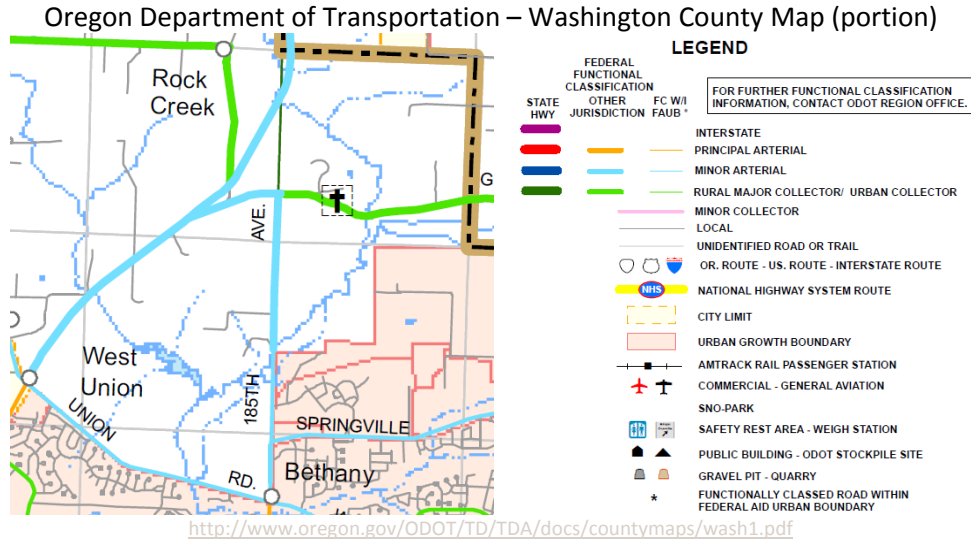 Oregon Department of Transportation – Washington County Map (portion)
Rock
Creek
AVE.
G
West
Union
UNION
185TH
SPRINGVILLE
RD.
Bethany
LEGEND
FEDERAL
FUNCTIONAL
CLASSIFICATION
STATE
HWY
OTHER
JURISDICTION
FC W/I
FAUB *
FOR FURTHER FUNCTIONAL CLASSIFICATION
INFORMATION, CONTACT ODOT REGION OFFICE.
INTERSTATE
PRINCIPAL ARTERIAL
MINOR ARTERIAL
RURAL MAJOR COLLECTOR/ URBAN COLLECTOR
MINOR COLLECTOR
LOCAL
UNIDENTIFIED ROAD OR TRAIL
OR. ROUTE - US. ROUTE - INTERSTATE ROUTE
NHS
NATIONAL HIGHWAY SYSTEM ROUTE
CITY LIMIT
URBAN GROWTH BOUNDARY
AMTRACK RAIL PASSENGER STATION
COMMERCIAL - GENERAL AVIATION
SNO-PARK
SAFETY REST AREA - WEIGH STATION
PUBLIC BUILDING - ODOT STOCKPILE SITE
GRAVEL PIT - QUARRY
* FUNCTIONALLY CLASSED ROAD WITHIN
FEDERAL AID URBAN BOUNDARY
http://www.oregon.gov/ODOT/TD/TDA/docs/countymaps/wash1.pdf